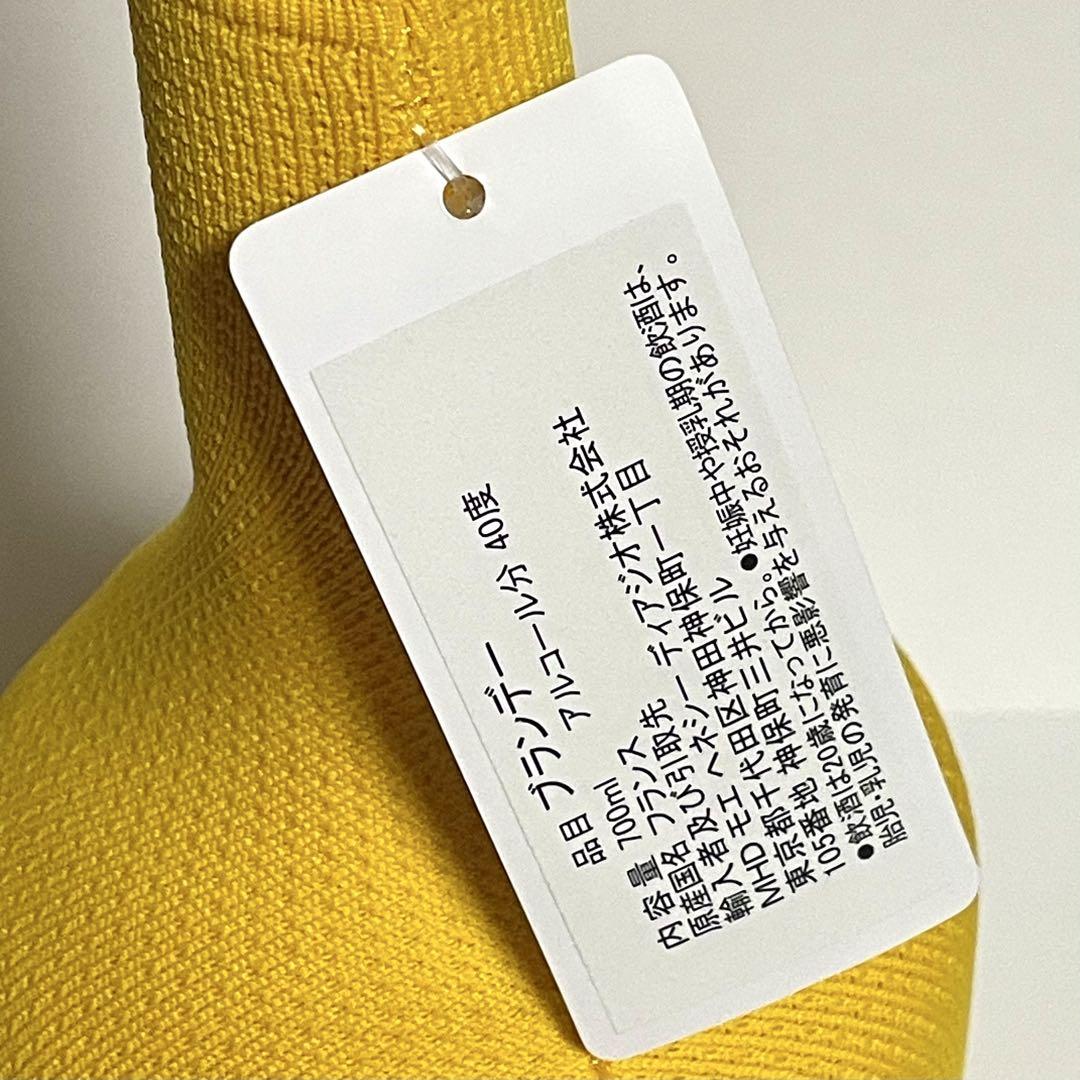 品目 ブランデー
アルコール分 40度
内容量 700ml
原産国名 フランス
輸入者及び引取先
MHD モエ ヘネシー ディアジオ株式会社
東京都千代田区神田神保町一丁目
105番地 神保町三井ビル
●飲酒は20歳になってから。 ●妊娠中や授乳期の飲酒は、
胎児・乳児の発育に悪影響を与えるおそれがあります。